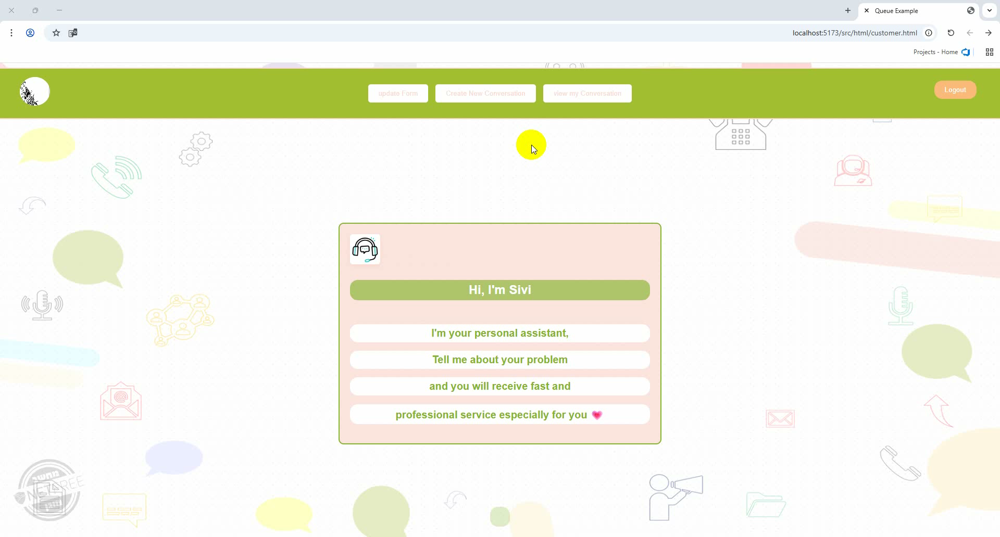 Queue Example
localhost:5173/src/html/customer.html
Projects - Home
update Form
Create New Conversation
view my Conversation
Logout
Hi, I'm Sivi
I'm your personal assistant,
Tell me about your problem
and you will receive fast and
professional service especially for you 💗